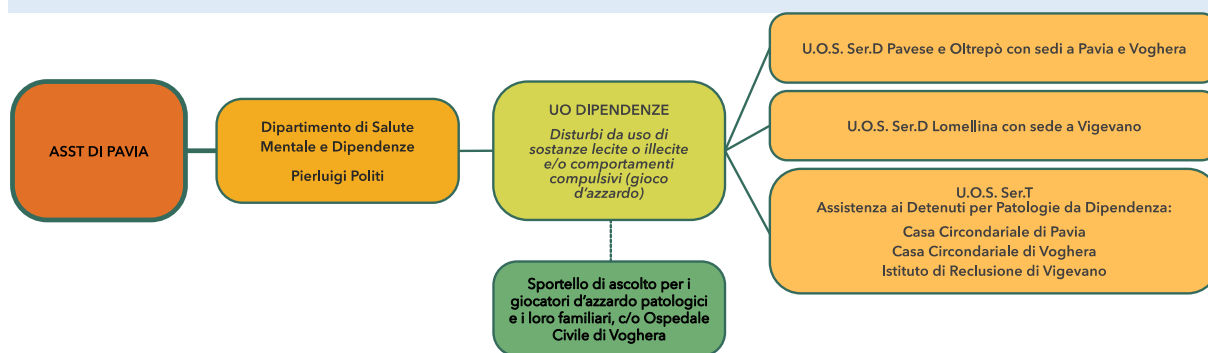 ASST DI PAVIA
Dipartimento di Salute
Mentale e Dipendenze
Pierluigi Politi
UO DIPENDENZE
Disturbi da uso di
sostanze lecite o illecite
e/o comportamenti
compulsivi (gioco
d'azzardo)
Sportello di ascolto per i
giocatori d'azzardo patologici
e i loro familiari, c/o Ospedale
Civile di Voghera
U.O.S. Ser.D Pavese e Oltrepò con sedi a Pavia e Voghera
U.O.S. Ser.D Lomellina con sede a Vigevano
U.O.S. Ser.T
Assistenza ai Detenuti per Patologie da Dipendenza:
Casa Circondariale di Pavia
Casa Circondariale di Voghera
Istituto di Reclusione di Vigevano